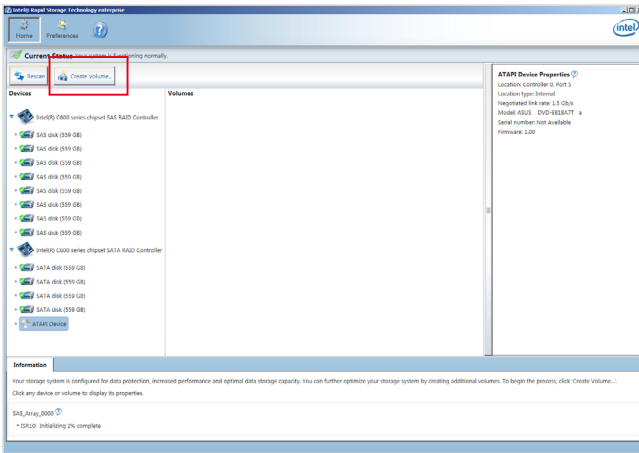 Intel® Rapid Storage Technology enterprise
Home
Preferences
intel
Current Status Your system is functioning normally.
Rescan
Create Volume...
Devices
Volumes
Intel(R) C600 series chipset SAS RAID Controller
SAS disk (559 GB)
SAS disk (559 GB)
SAS disk (559 GB)
SAS disk (559 GB)
SAS disk (559 GB)
SAS disk (559 GB)
SAS disk (559 GB)
SAS disk (559 GB)
Intel(R) C600 series chipset SATA RAID Controller
SATA disk (559 GB)
SATA disk (559 GB)
SATA disk (559 GB)
SATA disk (559 GB)
ATAPI Device
ATAPI Device Properties
Location: Controller 0, Port 5
Location type: Internal
Negotiated link rate: 1.5 Gb/s
Model: ASUS DVD-E818A7T a
Serial number: Not Available
Firmware: 1.00
Information
Your storage system is configured for data protection, increased performance and optimal data storage capacity. You can further optimize your storage system by creating additional volumes. To begin the process, click 'Create Volume...'.
Click any device or volume to display its properties.
SAS_Array_0000
• ISR10: Initializing 2% complete